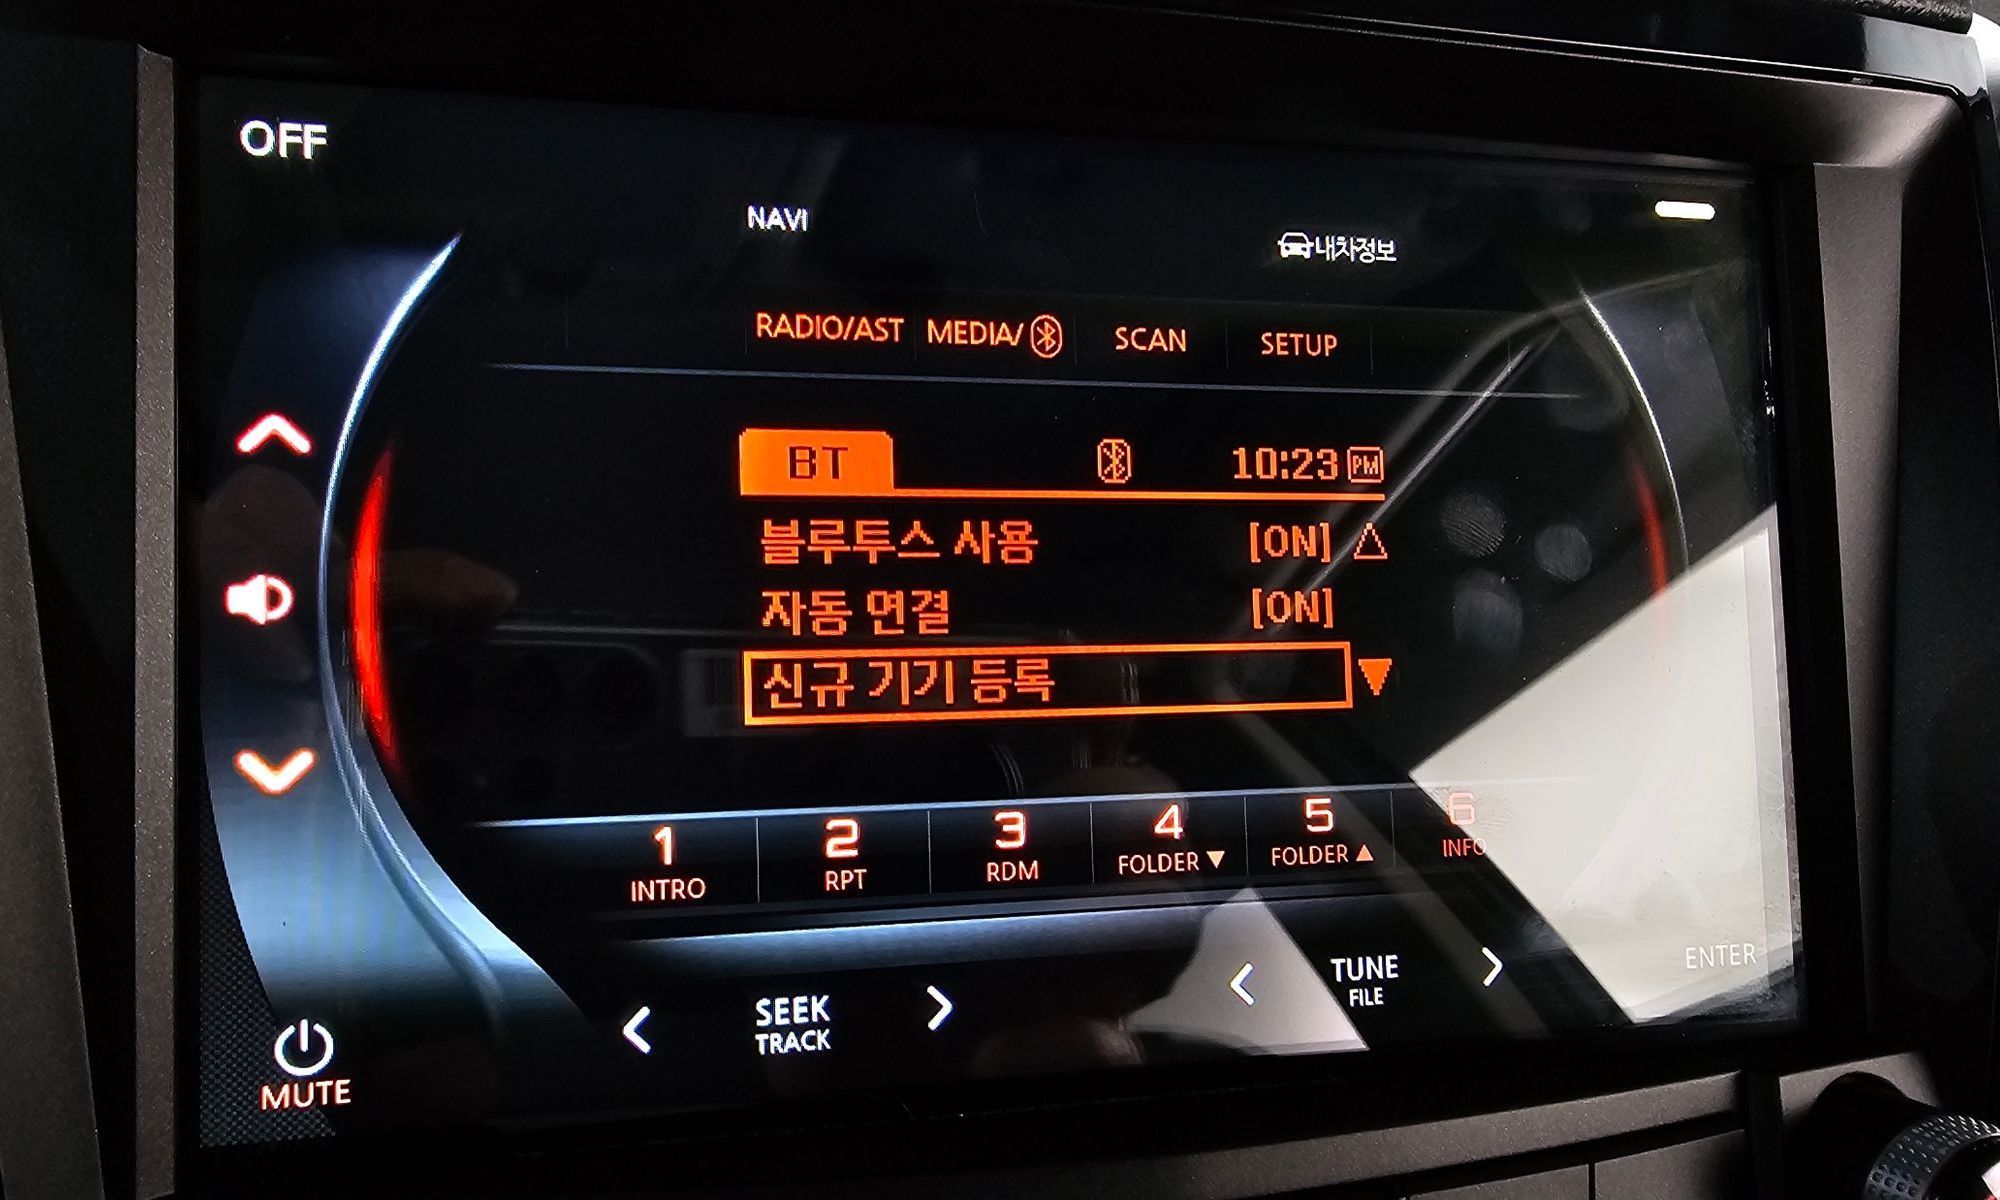 OFF
NAVI
내차정보
RADIO/AST MEDIA/ SCAN SETUP
BT 10:23 PM
블루투스 사용 [ON]
자동 연결 [ON]
신규 기기 등록
1 2 3 4 5 6
INTRO RPT RDM FOLDER▼ FOLDER▲ INFO
SEEK
TRACK
TUNE
FILE
ENTER
MUTE